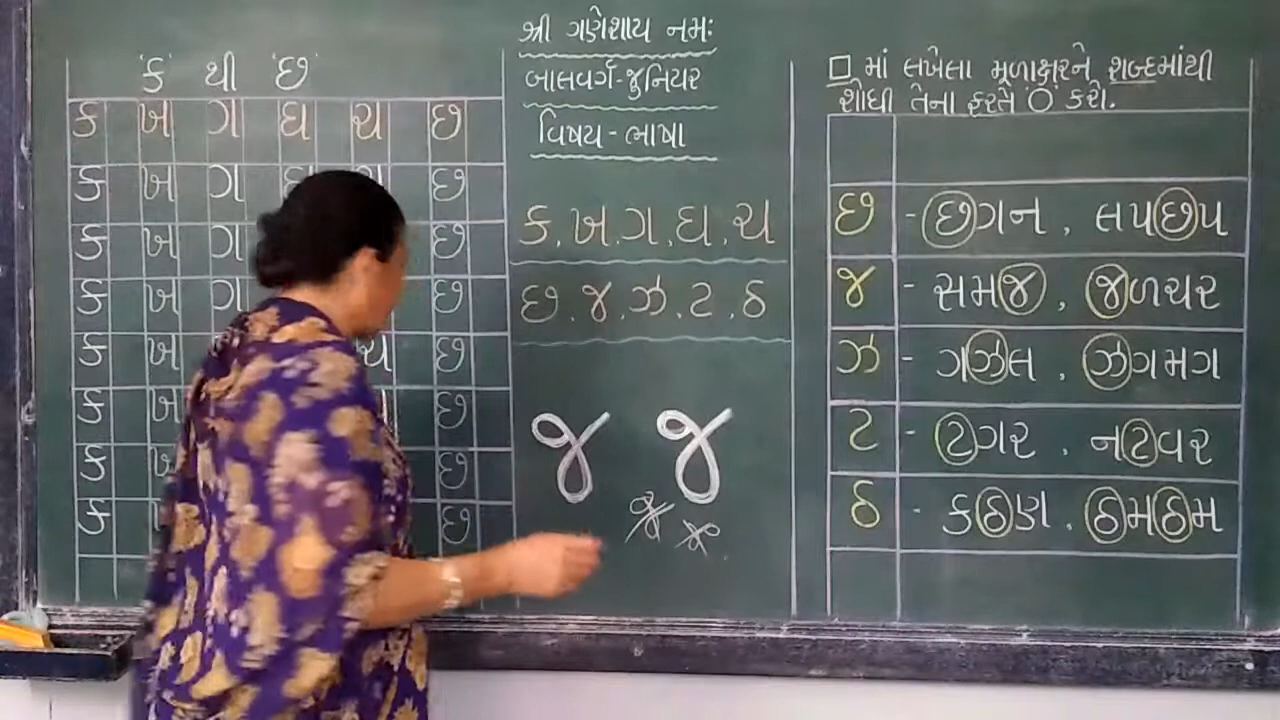 'ક' થી 'છ'
ક ખ ગ ઘ ચ છ
ક ખ ગ ઘ ચ છ
ક ખ ગ છ
ક ખ ગ છ
ક ખ ચ છ
ક ખ છ
ક ખ છ
ક છ
શ્રી ગણેશાય નમઃ
બાલવર્ગ-જુનિયર
વિષય - ભાષા
ક. ખ. ગ. ઘ. ચ
છ. જ. ઝ. ટ. ઠ
જ જ
જ જ
□ માં લખેલા મૂળાક્ષરને શબ્દમાંથી
શોધી તેના ફરતે O કરો.
છ - છગન , લપછપ
જ - સમજ , જળચર
ઝ - ગઝલ , ઝગમગ
ટ - ટગર , નટવર
ઠ - કઠણ , ઠમઠમ